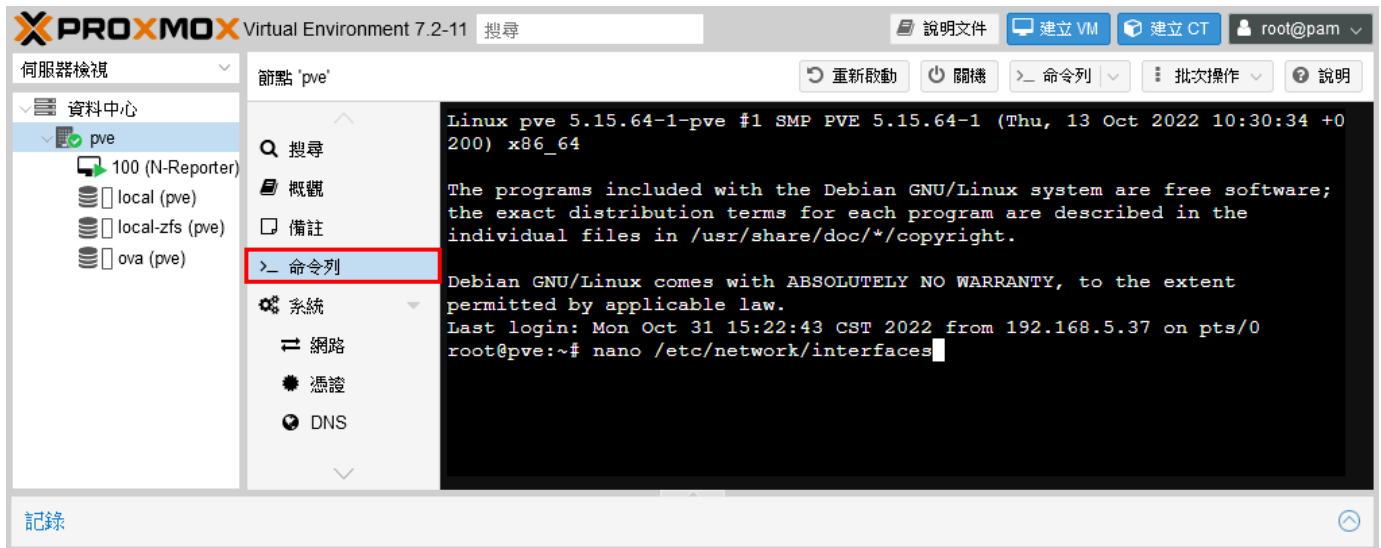 PROXMOX Virtual Environment 7.2-11 搜尋 說明文件 建立 VM 建立 CT root@pam
伺服器檢視
節點 'pve' 重新啟動 關機 >_ 命令列 批次操作 說明
資料中心
pve
100 (N-Reporter)
local (pve)
local-zfs (pve)
ova (pve)
搜尋
概觀
備註
>_ 命令列
系統
網路
憑證
DNS
Linux pve 5.15.64-1-pve #1 SMP PVE 5.15.64-1 (Thu, 13 Oct 2022 10:30:34 +0
200) x86_64
The programs included with the Debian GNU/Linux system are free software;
the exact distribution terms for each program are described in the
individual files in /usr/share/doc/*/copyright.
Debian GNU/Linux comes with ABSOLUTELY NO WARRANTY, to the extent
permitted by applicable law.
Last login: Mon Oct 31 15:22:43 CST 2022 from 192.168.5.37 on pts/0
root@pve:~# nano /etc/network/interfaces
記錄